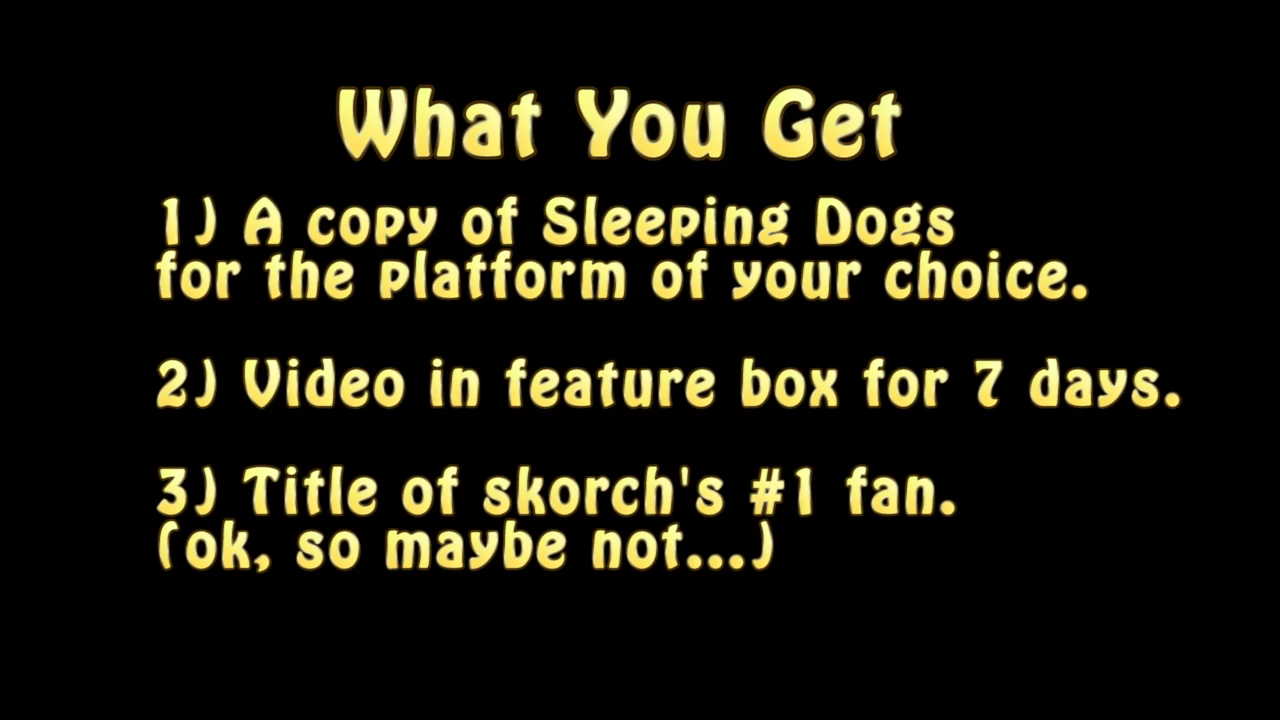 What You Get
1) A copy of Sleeping Dogs
for the platform of your choice.
2) Video in feature box for 7 days.
3) Title of skorch's #1 fan.
(ok, so maybe not...)